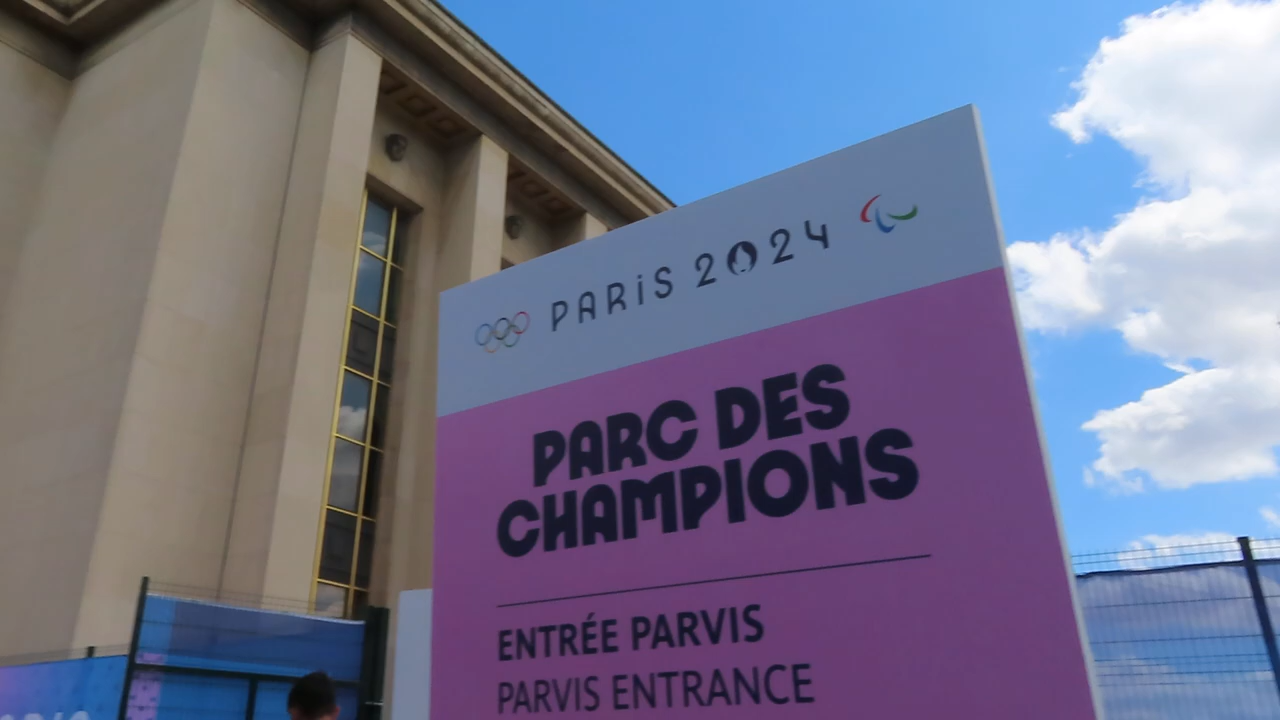 PARiS 2024
PARC DES
CHAMPIONS
ENTRÉE PARVIS
PARVIS ENTRANCE